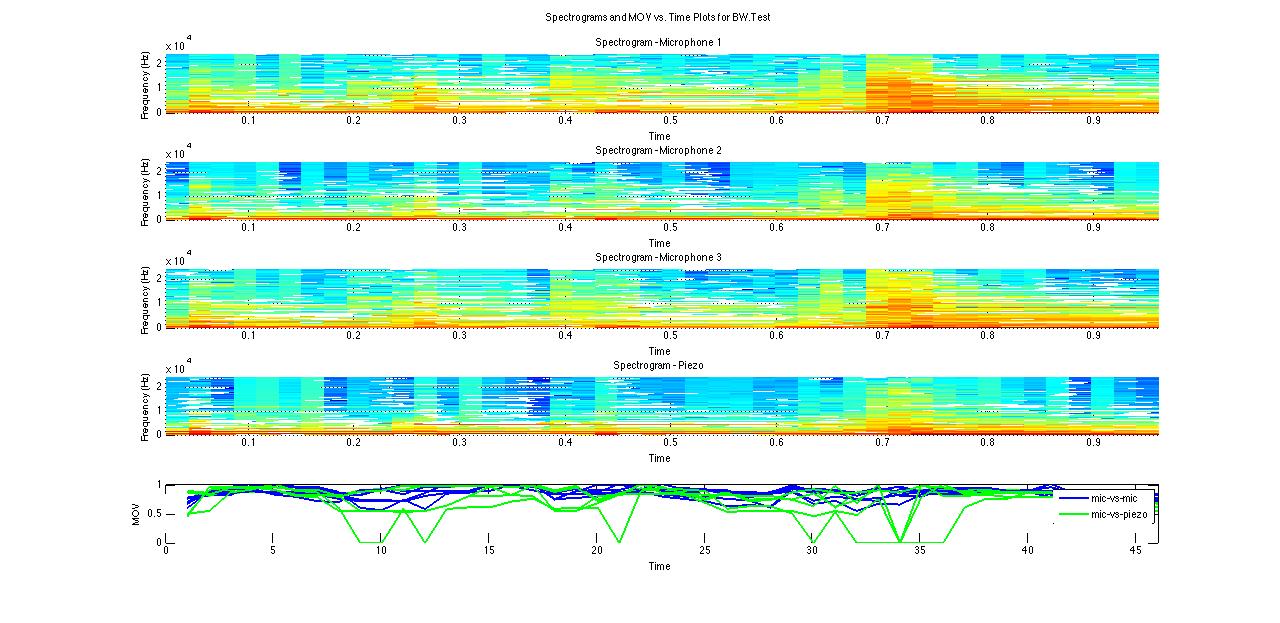 Spectrograms and MOV vs. Time Plots for BW.Test
Spectrogram - Microphone 1
x 10 4
Frequency (Hz)
2
1
0
0.1 0.2 0.3 0.4 0.5 0.6 0.7 0.8 0.9
Time
Spectrogram - Microphone 2
x 10 4
Frequency (Hz)
2
1
0
0.1 0.2 0.3 0.4 0.5 0.6 0.7 0.8 0.9
Time
Spectrogram - Microphone 3
x 10 4
Frequency (Hz)
2
1
0
0.1 0.2 0.3 0.4 0.5 0.6 0.7 0.8 0.9
Time
Spectrogram - Piezo
x 10 4
Frequency (Hz)
2
1
0
0.1 0.2 0.3 0.4 0.5 0.6 0.7 0.8 0.9
Time
MOV
1
0.5
0
mic-vs-mic
mic-vs-piezo
0 5 10 15 20 25 30 35 40 45
Time